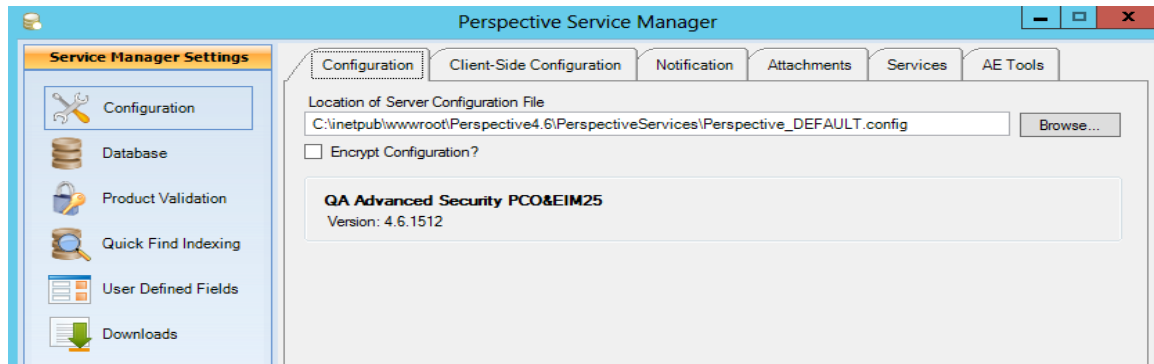 Perspective Service Manager
Service Manager Settings
Configuration
Database
Product Validation
Quick Find Indexing
User Defined Fields
Downloads
Configuration Client-Side Configuration Notification Attachments Services AE Tools
Location of Server Configuration File
C:\inetpub\wwwroot\Perspective4.6\PerspectiveServices\Perspective_DEFAULT.config Browse...
Encrypt Configuration?
QA Advanced Security PCO&EIM25
Version: 4.6.1512